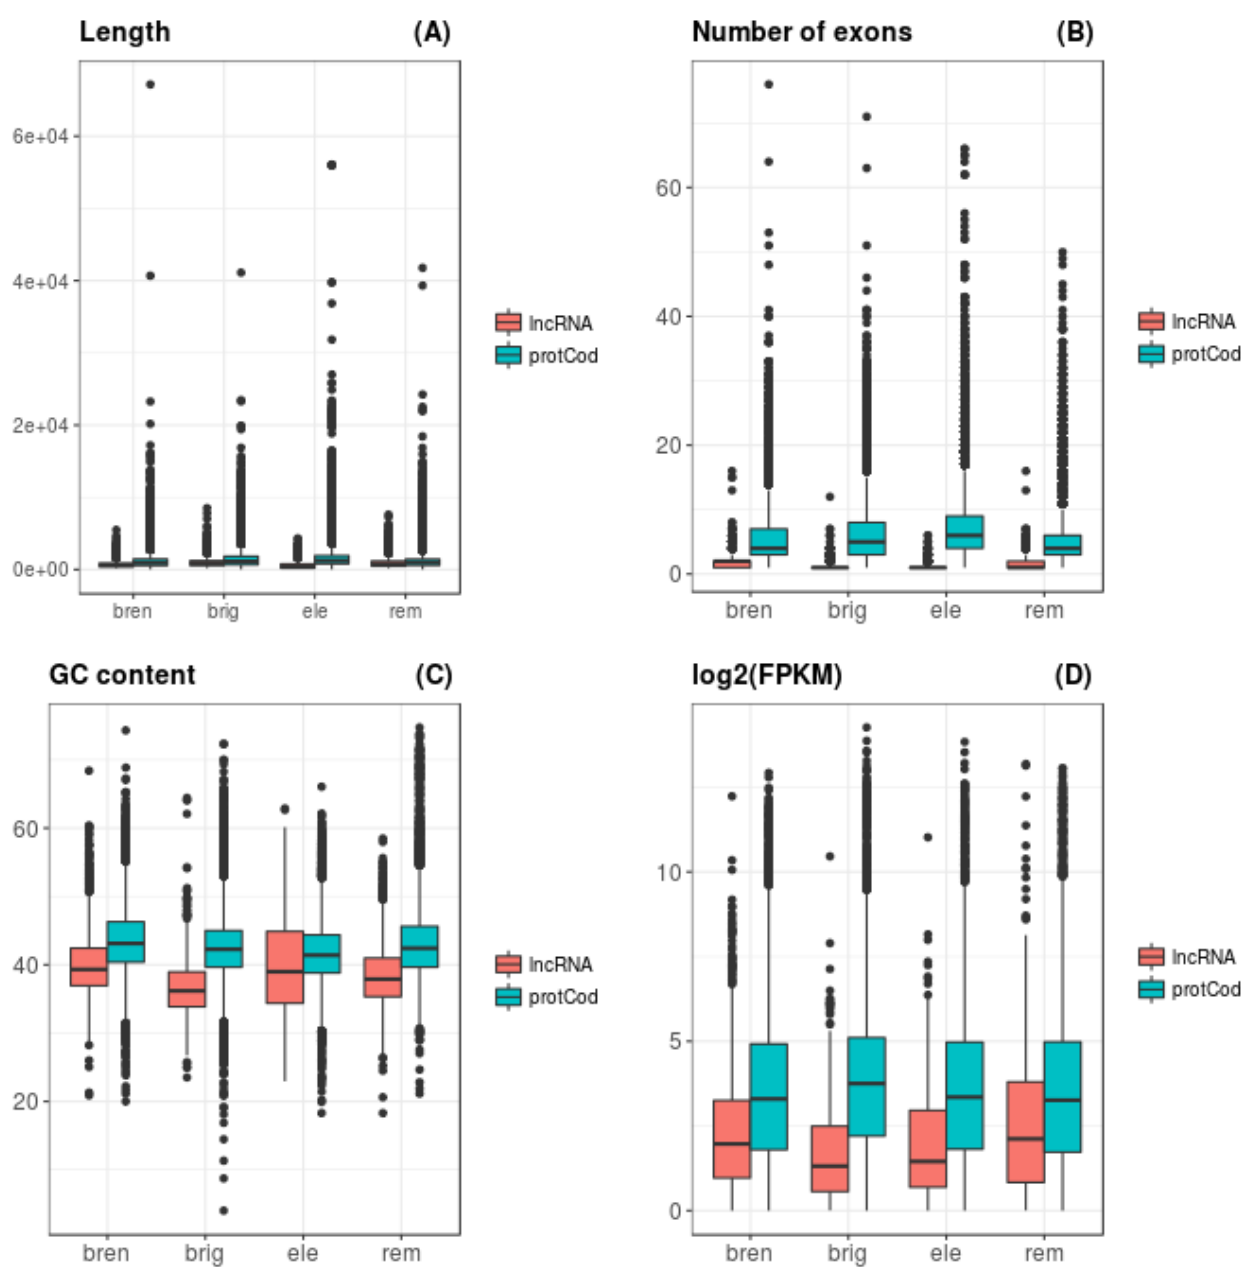 Length (A)
6e+04
4e+04
2e+04
0e+00
bren brig ele rem
lncRNA
protCod
Number of exons (B)
60
40
20
0
bren brig ele rem
lncRNA
protCod
GC content (C)
60
40
20
bren brig ele rem
lncRNA
protCod
log2(FPKM) (D)
10
5
0
bren brig ele rem
lncRNA
protCod